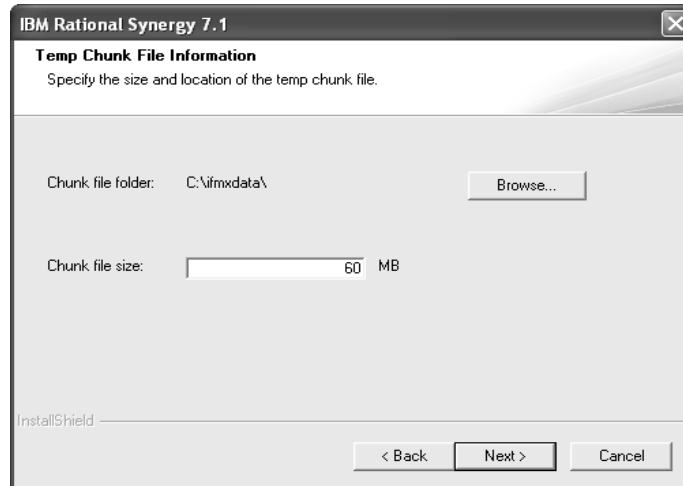 IBM Rational Synergy 7.1
Temp Chunk File Information
Specify the size and location of the temp chunk file.
Chunk file folder: C:\ifmxdata\ Browse...
Chunk file size: 60 MB
InstallShield
< Back Next > Cancel